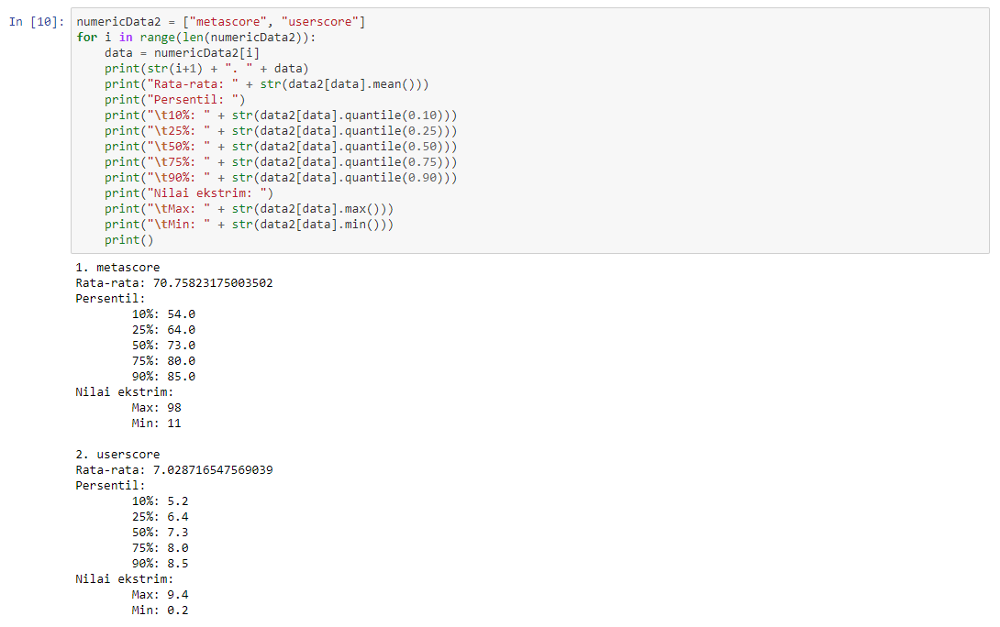 In [10]: numericData2 = ["metascore", "userscore"]
for i in range(len(numericData2)):
    data = numericData2[i]
    print(str(i+1) + ". " + data)
    print("Rata-rata: " + str(data2[data].mean()))
    print("Persentil: ")
    print("\t10%: " + str(data2[data].quantile(0.10)))
    print("\t25%: " + str(data2[data].quantile(0.25)))
    print("\t50%: " + str(data2[data].quantile(0.50)))
    print("\t75%: " + str(data2[data].quantile(0.75)))
    print("\t90%: " + str(data2[data].quantile(0.90)))
    print("Nilai ekstrim: ")
    print("\tMax: " + str(data2[data].max()))
    print("\tMin: " + str(data2[data].min()))
    print()
1. metascore
Rata-rata: 70.75823175003502
Persentil:
        10%: 54.0
        25%: 64.0
        50%: 73.0
        75%: 80.0
        90%: 85.0
Nilai ekstrim:
        Max: 98
        Min: 11
2. userscore
Rata-rata: 7.028716547569039
Persentil:
        10%: 5.2
        25%: 6.4
        50%: 7.3
        75%: 8.0
        90%: 8.5
Nilai ekstrim:
        Max: 9.4
        Min: 0.2